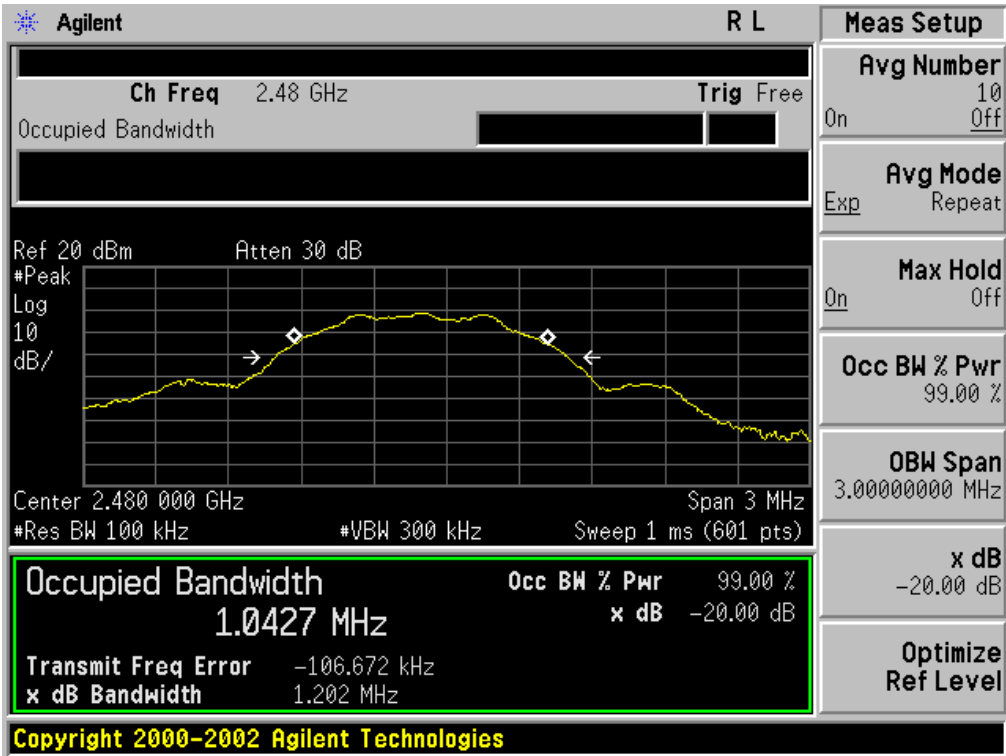 Agilent R L
Ch Freq 2.48 GHz Trig Free
Occupied Bandwidth
Ref 20 dBm Atten 30 dB
#Peak
Log
10
dB/
Center 2.480 000 GHz Span 3 MHz
#Res BW 100 kHz #VBW 300 kHz Sweep 1 ms (601 pts)
Occupied Bandwidth
1.0427 MHz
Occ BW % Pwr 99.00 %
x dB -20.00 dB
Transmit Freq Error -106.672 kHz
x dB Bandwidth 1.202 MHz
Copyright 2000-2002 Agilent Technologies
Meas Setup
Avg Number
10
On Off
Avg Mode
Exp Repeat
Max Hold
On Off
Occ BW % Pwr
99.00 %
OBW Span
3.00000000 MHz
x dB
-20.00 dB
Optimize
Ref Level